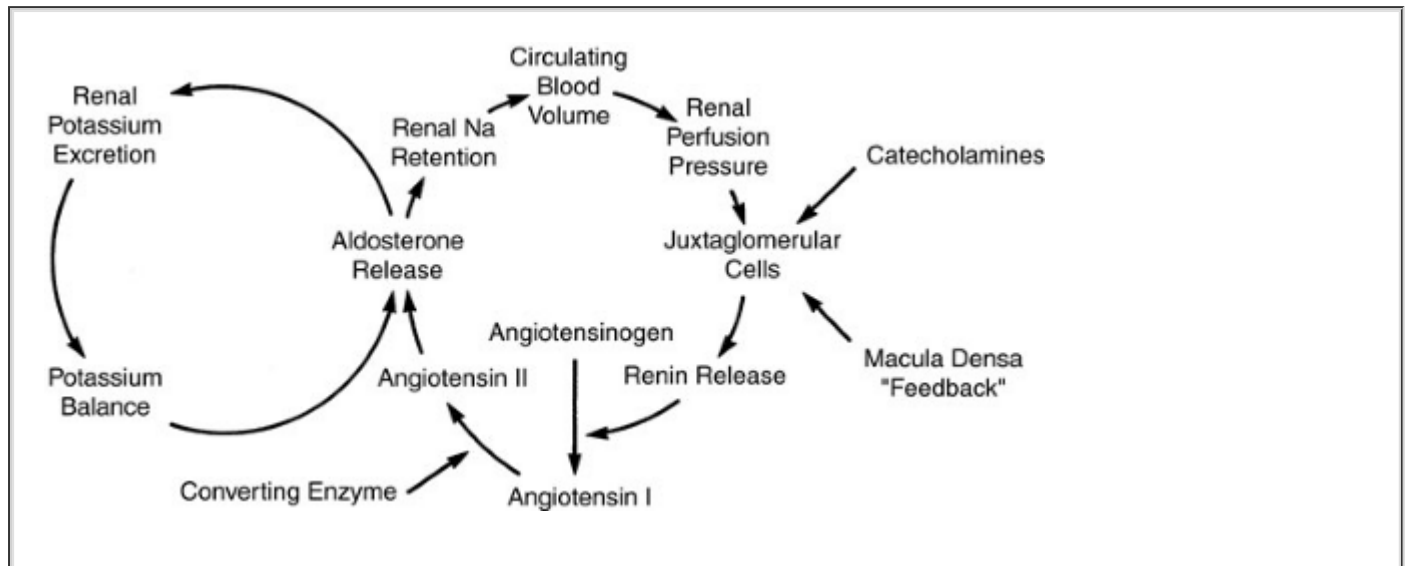 Circulating
Blood
Volume
Renal
Potassium
Excretion
Renal Na
Retention
Renal
Perfusion
Pressure
Catecholamines
Aldosterone
Release
Juxtaglomerular
Cells
Angiotensinogen
Potassium
Balance
Angiotensin II
Renin Release
Macula Densa
"Feedback"
Converting Enzyme
Angiotensin I